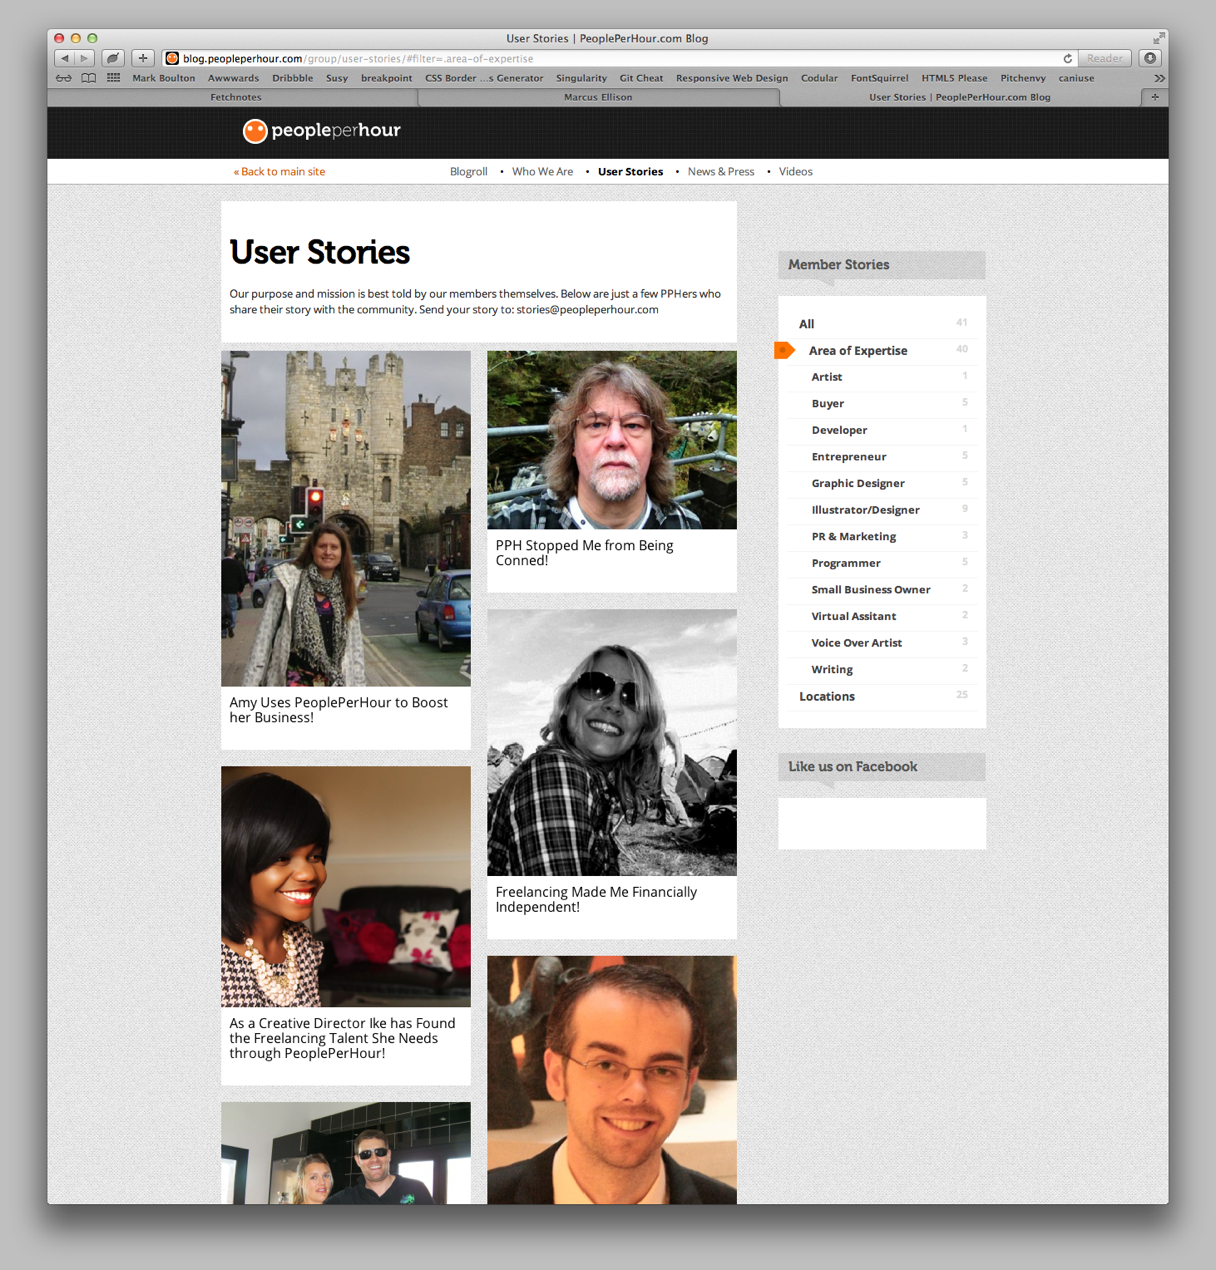 User Stories | PeoplePerHour.com Blog
blog.peopleperhour.com/group/user-stories/#filter=.area-of-expertise
Reader
Mark Boulton Awwwards Dribbble Susy breakpoint CSS Border ...s Generator Singularity Git Cheat Responsive Web Design Codular FontSquirrel HTML5 Please Pitchenvy caniuse
Fetchnotes Marcus Ellison User Stories | PeoplePerHour.com Blog
peopleperhour
« Back to main site
Blogroll • Who We Are • User Stories • News & Press • Videos
User Stories
Our purpose and mission is best told by our members themselves. Below are just a few PPHers who
share their story with the community. Send your story to: stories@peopleperhour.com
Amy Uses PeoplePerHour to Boost
her Business!
PPH Stopped Me from Being
Conned!
Freelancing Made Me Financially
Independent!
As a Creative Director Ike has Found
the Freelancing Talent She Needs
through PeoplePerHour!
Member Stories
All 41
Area of Expertise 40
Artist 1
Buyer 5
Developer 1
Entrepreneur 5
Graphic Designer 5
Illustrator/Designer 9
PR & Marketing 3
Programmer 5
Small Business Owner 2
Virtual Assitant 2
Voice Over Artist 3
Writing 2
Locations 25
Like us on Facebook